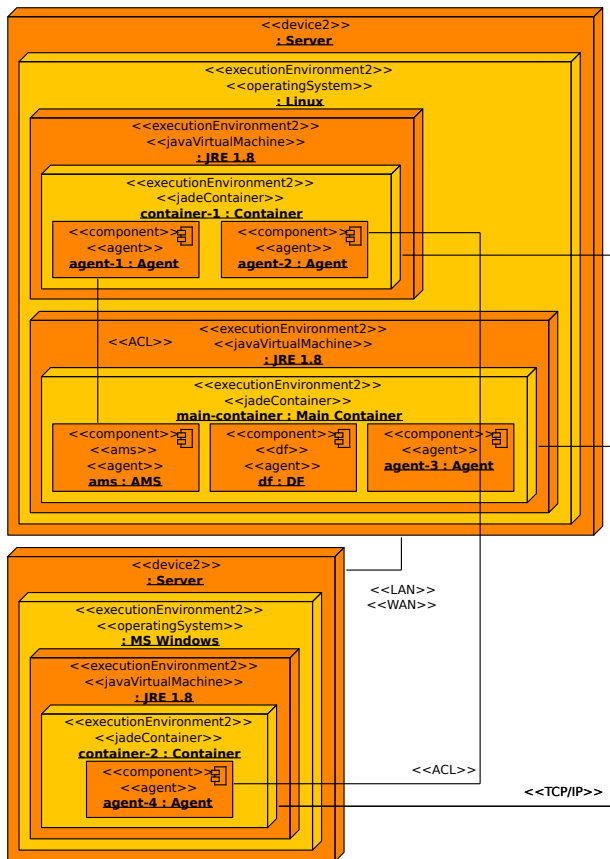 <<device2>>
: Server
<<executionEnvironment2>>
<<operatingSystem>>
: Linux
<<executionEnvironment2>>
<<javaVirtualMachine>>
: JRE 1.8
<<executionEnvironment2>>
<<jadeContainer>>
container-1 : Container
<<component>>
<<agent>>
agent-1 : Agent
<<component>>
<<agent>>
agent-2 : Agent
<<ACL>>
<<executionEnvironment2>>
<<javaVirtualMachine>>
: JRE 1.8
<<executionEnvironment2>>
<<jadeContainer>>
main-container : Main Container
<<component>>
<<ams>>
<<agent>>
ams : AMS
<<component>>
<<df>>
<<agent>>
df : DF
<<component>>
<<agent>>
agent-3 : Agent
<<LAN>>
<<WAN>>
<<device2>>
: Server
<<executionEnvironment2>>
<<operatingSystem>>
: MS Windows
<<executionEnvironment2>>
<<javaVirtualMachine>>
: JRE 1.8
<<executionEnvironment2>>
<<jadeContainer>>
container-2 : Container
<<component>>
<<agent>>
agent-4 : Agent
<<ACL>>
<<TCP/IP>>